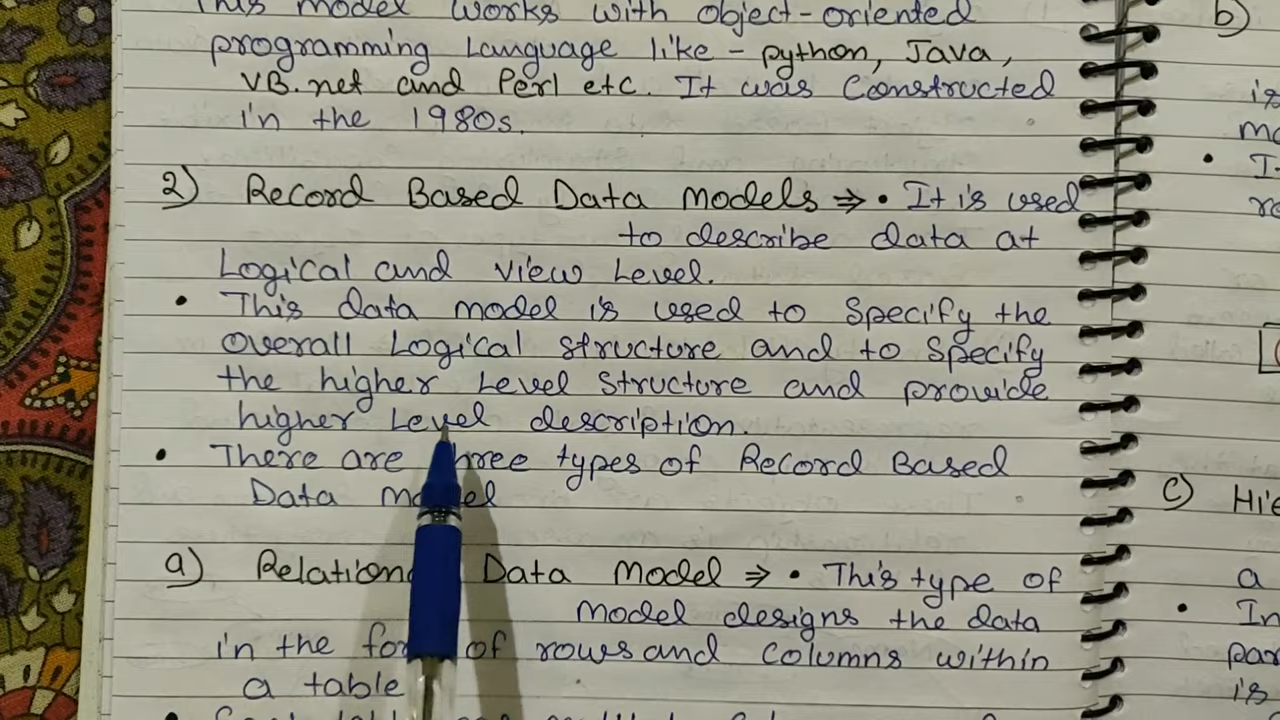 This model works with object-oriented
programming Language like - python, Java,
VB.net and Perl etc. It was Constructed
in the 1980s.
2) Record Based Data Models ⇒ • It is used
to describe data at
Logical and view Level.
• This data model is used to Specify the
overall Logical structure and to Specify
the higher Level Structure and provide
higher Level description.
• There are three types of Record Based
Data model
a) Relational Data Model ⇒ • This type of
Model designs the data
in the form of rows and Columns within
a table
b)
•
c)
a
• In
is